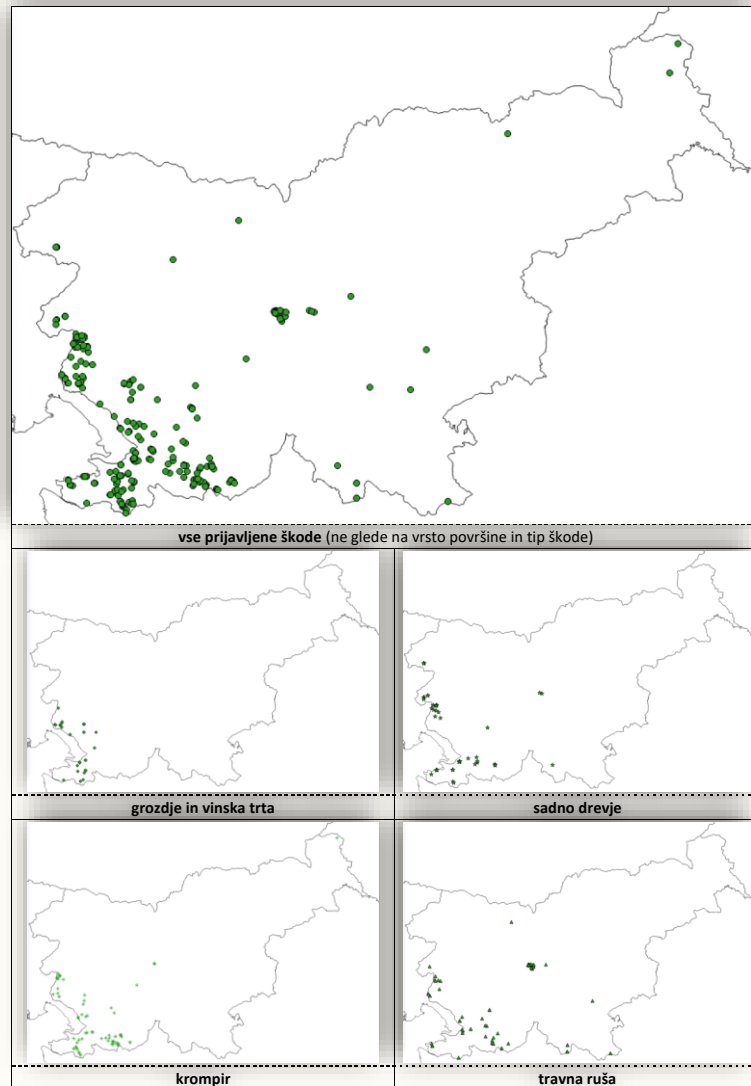 vse prijavljene škode (ne glede na vrsto površine in tip škode)
grozdje in vinska trta
sadno drevje
krompir
travna ruša